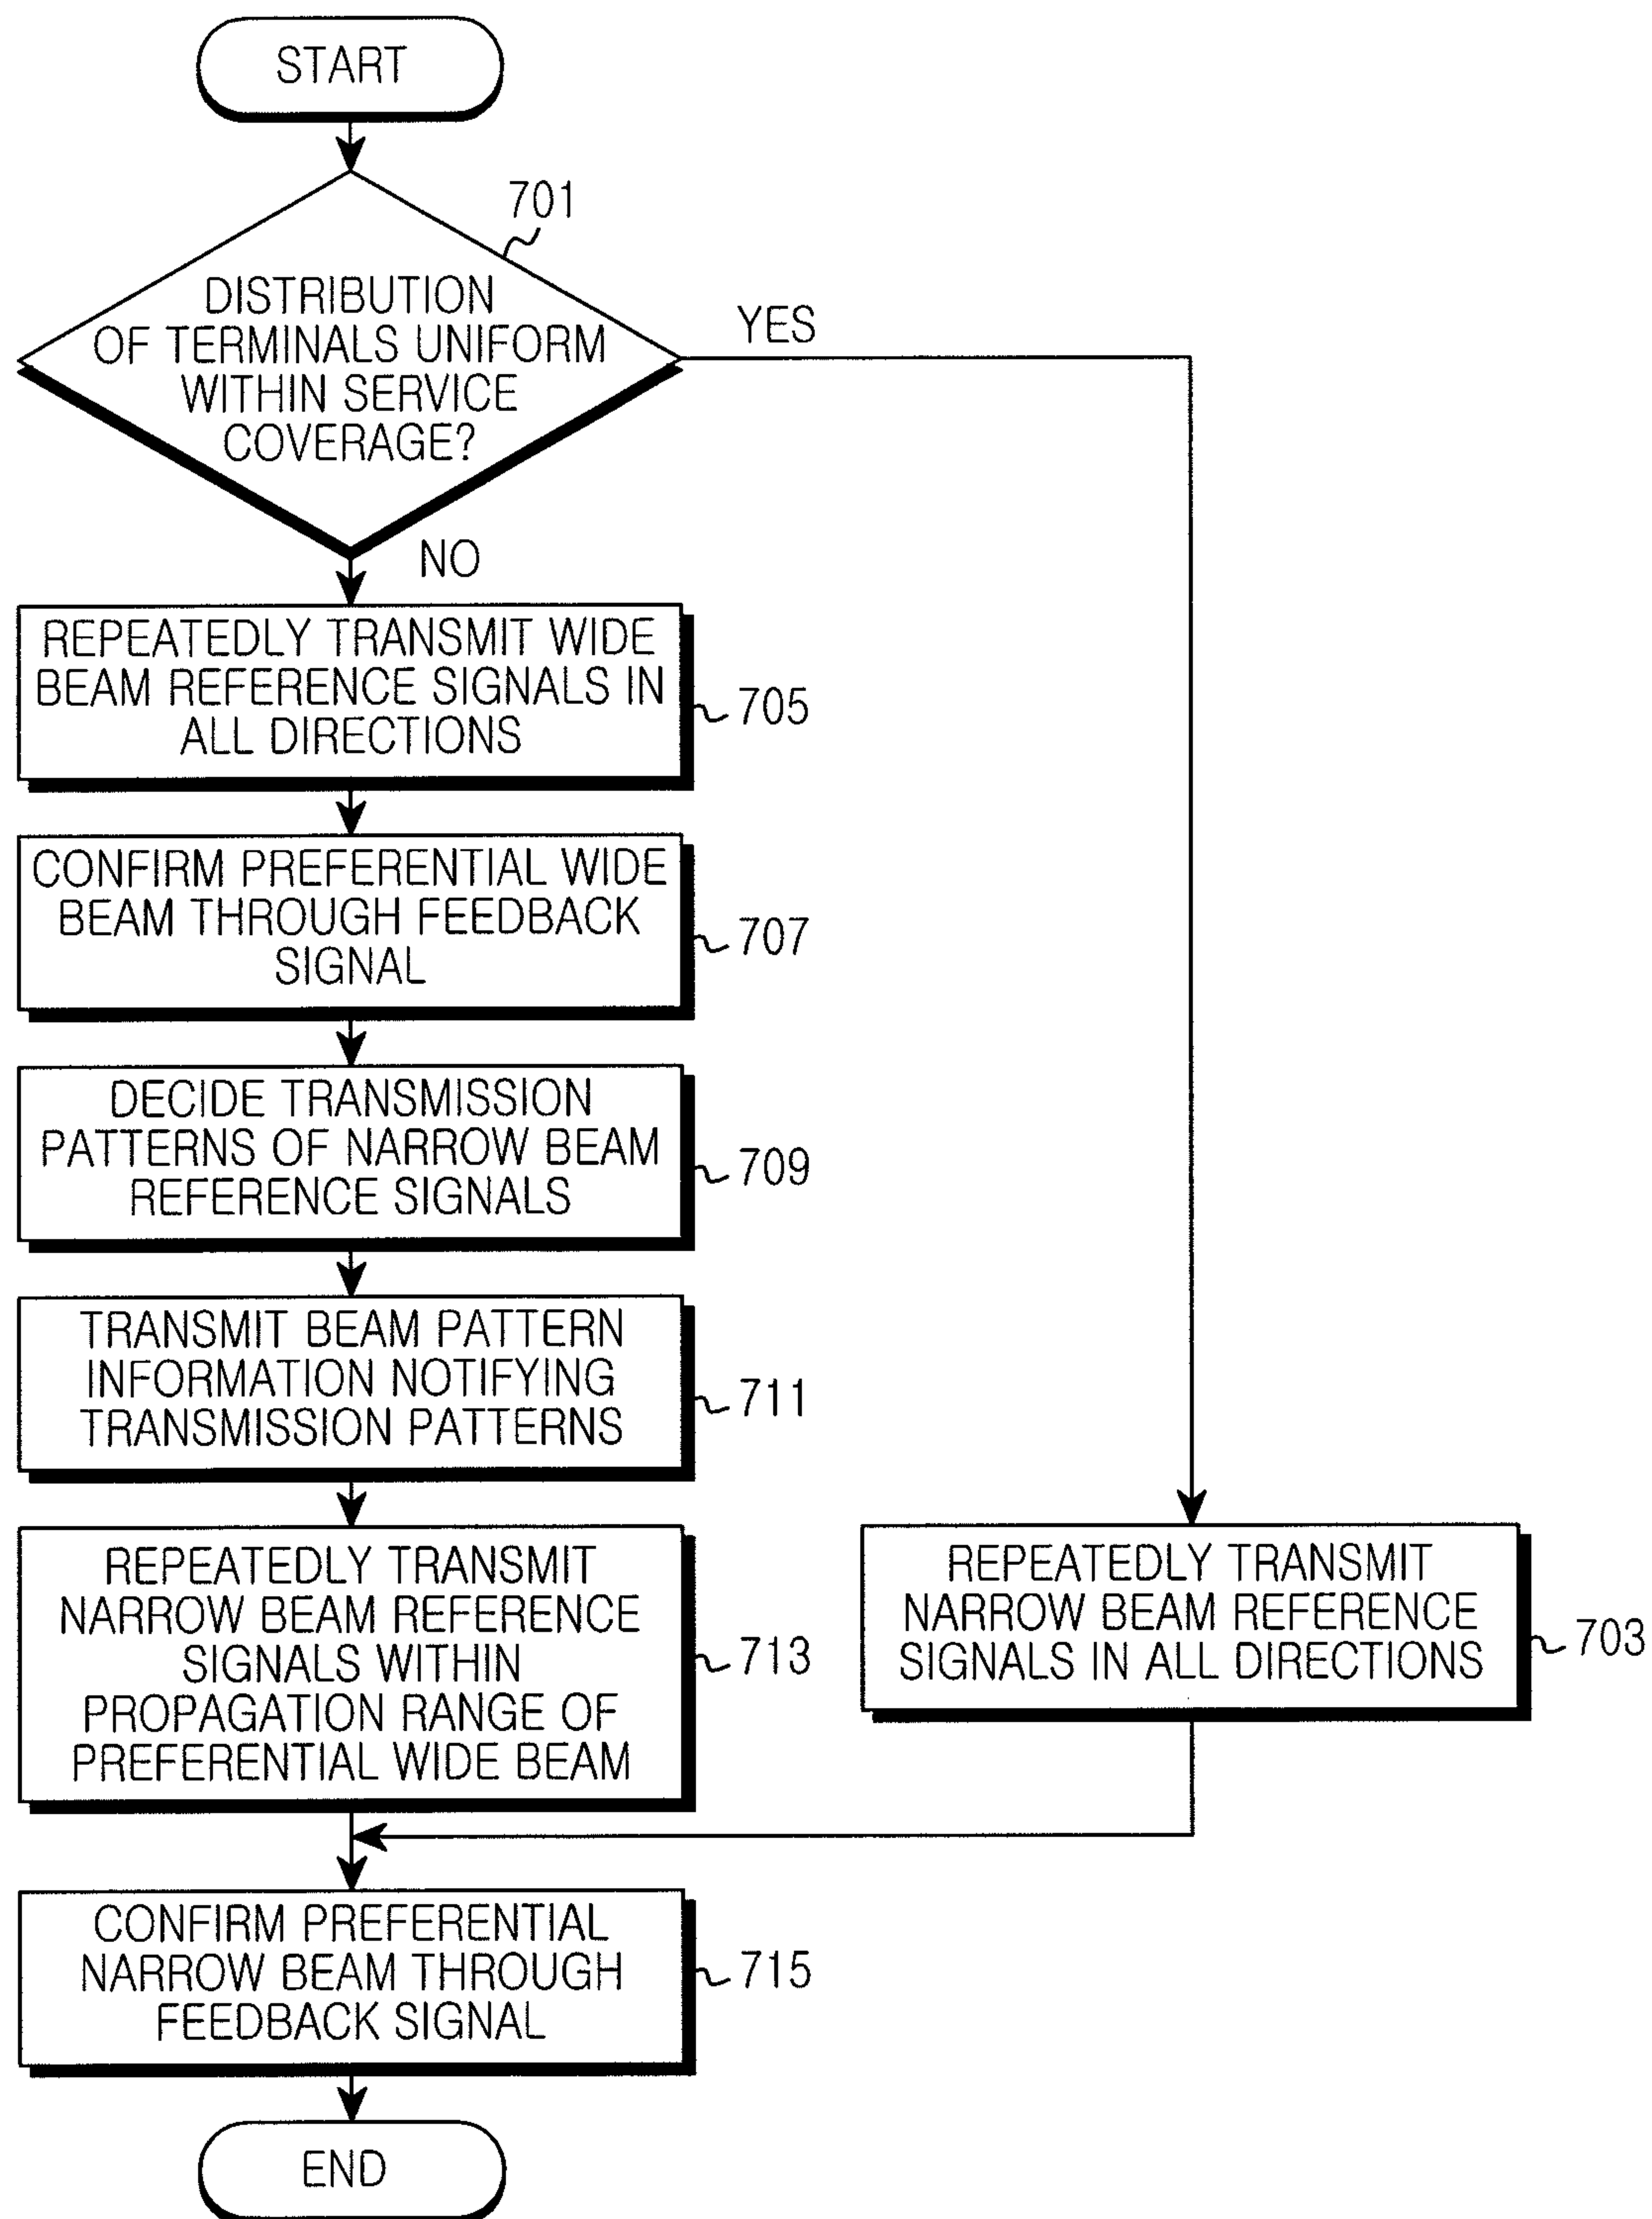 START
701
DISTRIBUTION
OF TERMINALS UNIFORM
WITHIN SERVICE
COVERAGE?
YES
NO
REPEATEDLY TRANSMIT WIDE
BEAM REFERENCE SIGNALS IN
ALL DIRECTIONS
705
CONFIRM PREFERENTIAL WIDE
BEAM THROUGH FEEDBACK
SIGNAL
707
DECIDE TRANSMISSION
PATTERNS OF NARROW BEAM
REFERENCE SIGNALS
709
TRANSMIT BEAM PATTERN
INFORMATION NOTIFYING
TRANSMISSION PATTERNS
711
REPEATEDLY TRANSMIT
NARROW BEAM REFERENCE
SIGNALS WITHIN
PROPAGATION RANGE OF
PREFERENTIAL WIDE BEAM
713
REPEATEDLY TRANSMIT
NARROW BEAM REFERENCE
SIGNALS IN ALL DIRECTIONS
703
CONFIRM PREFERENTIAL
NARROW BEAM THROUGH
FEEDBACK SIGNAL
715
END